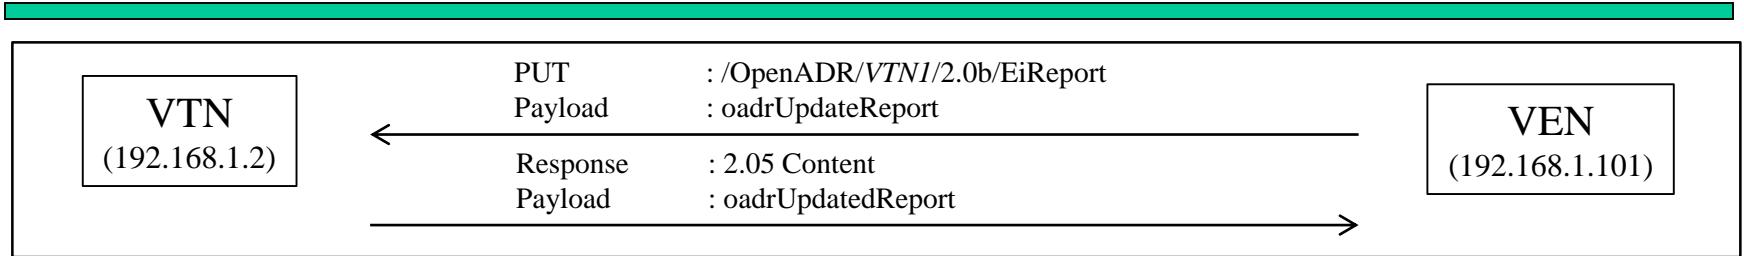 VTN
(192.168.1.2)
PUT : /OpenADR/VTN1/2.0b/EiReport
Payload : oadrUpdateReport
Response : 2.05 Content
Payload : oadrUpdatedReport
VEN
(192.168.1.101)